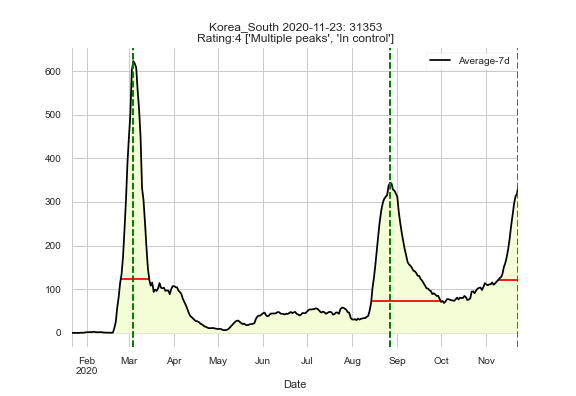 Korea_South 2020-11-23: 31353
Rating:4 ['Multiple peaks', 'In control']
Average-7d
600
500
400
300
200
100
0
Feb
2020
Mar
Apr
May
Jun
Jul
Aug
Sep
Oct
Nov
Date